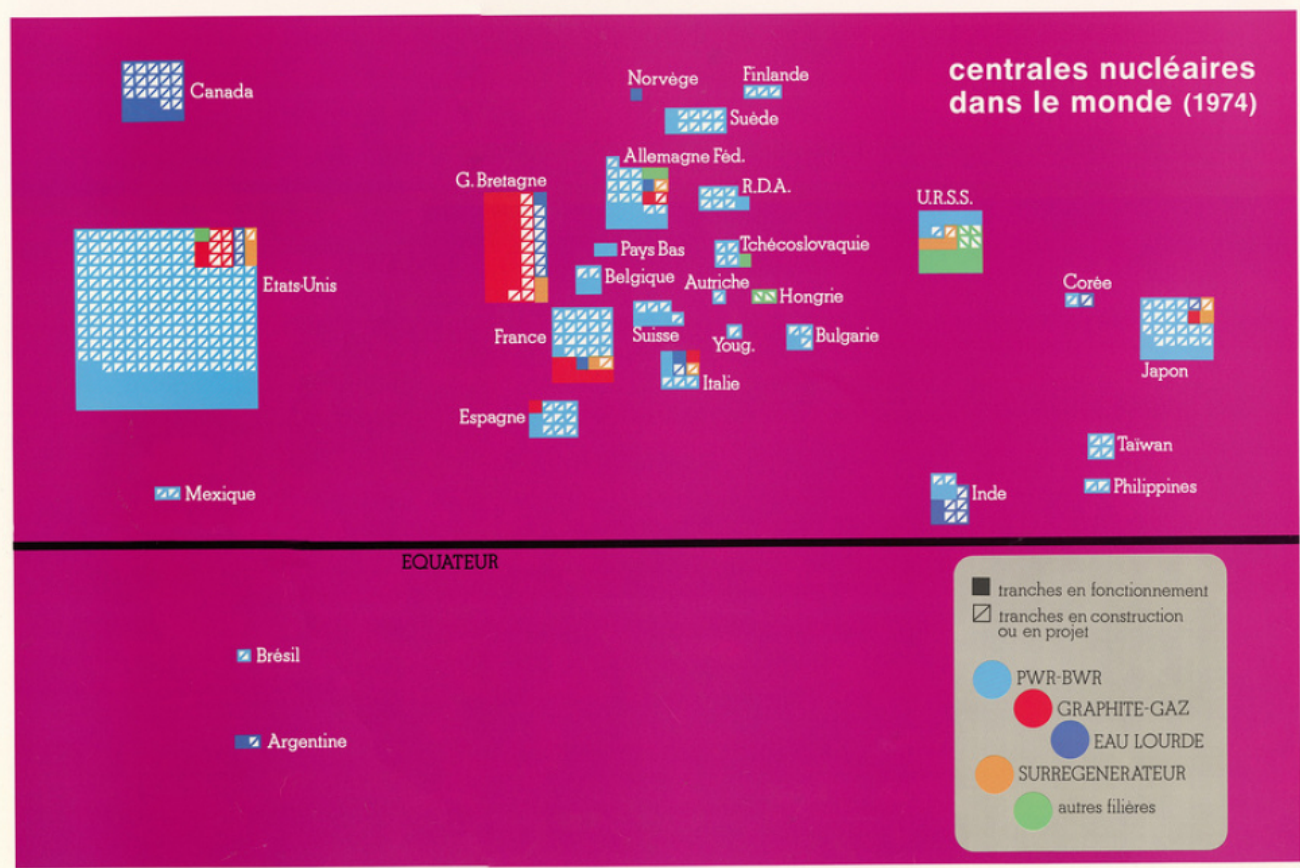 centrales nucléaires
dans le monde (1974)
Canada
Norvège
Finlande
Suède
Allemagne Féd.
G. Bretagne
R.D.A.
U.R.S.S.
Pays Bas
Tchécoslovaquie
Belgique
Autriche
Hongrie
Etats-Unis
Corée
France
Suisse
Youg.
Bulgarie
Italie
Japon
Espagne
Taïwan
Mexique
Inde
Philippines
EQUATEUR
tranches en fonctionnement
tranches en construction
ou en projet
PWR-BWR
GRAPHITE-GAZ
EAU LOURDE
SURREGENERATEUR
autres filières
Brésil
Argentine